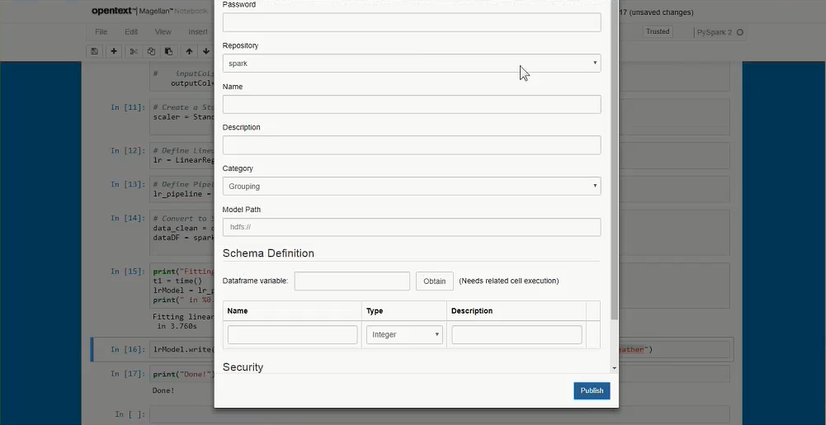 Password
opentext™ | Magellan™ Notebook
17 (unsaved changes)
File Edit View Insert
Trusted
PySpark 2
Repository
spark
# inputCol
outputCol=
Name
In [11]:
# Create a St
scaler = Stan
Description
In [12]:
# Define Line
lr = LinearReg
Category
Grouping
In [13]:
# Define Pipe
lr_pipeline =
Model Path
hdfs://
In [14]:
# Convert to
data_clean =
dataDF = spark
Schema Definition
In [15]:
print("Fitting
t1 = time()
lrModel = lr_p
print(" in %0.
Dataframe variable: Obtain (Needs related cell execution)
Name Type Description
Fitting linear
in 3.760s
Integer
In [16]:
lrModel.write( eather")
In [17]:
print("Done!")
Done!
Security
Publish
In [ ]: